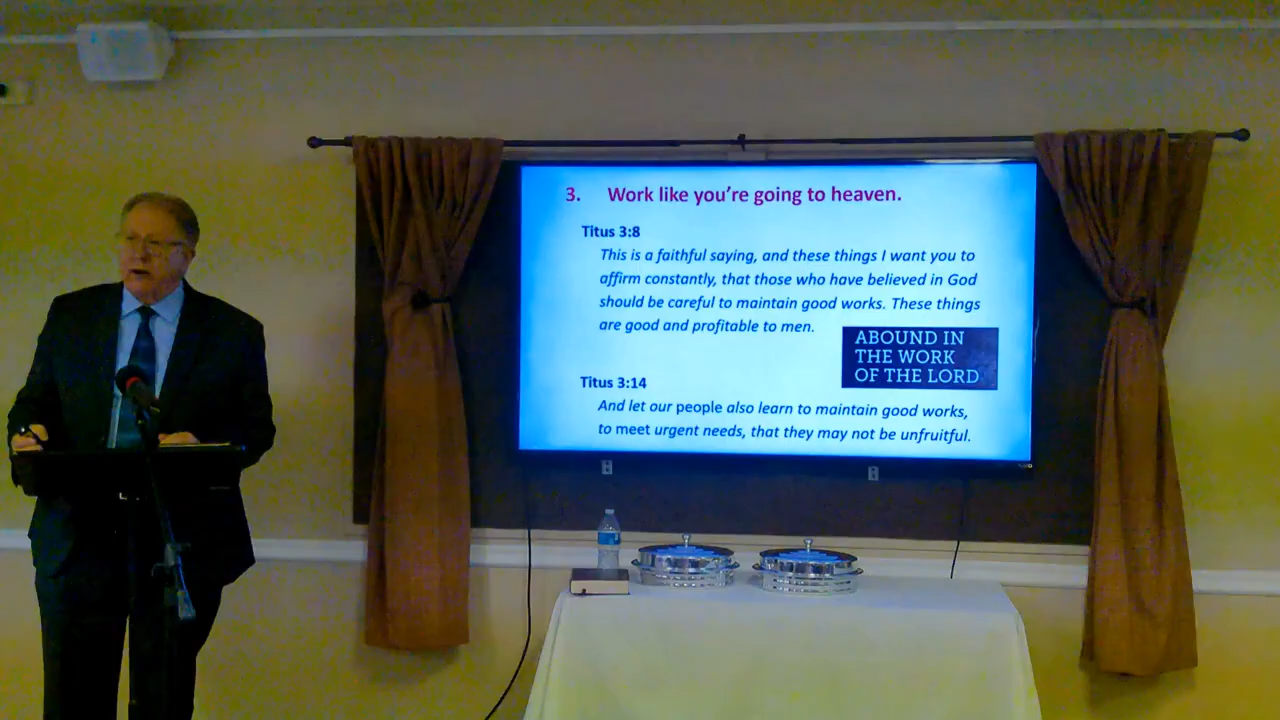 3. Work like you're going to heaven.
Titus 3:8
This is a faithful saying, and these things I want you to
affirm constantly, that those who have believed in God
should be careful to maintain good works. These things
are good and profitable to men.
ABOUND IN
THE WORK
OF THE LORD
Titus 3:14
And let our people also learn to maintain good works,
to meet urgent needs, that they may not be unfruitful.